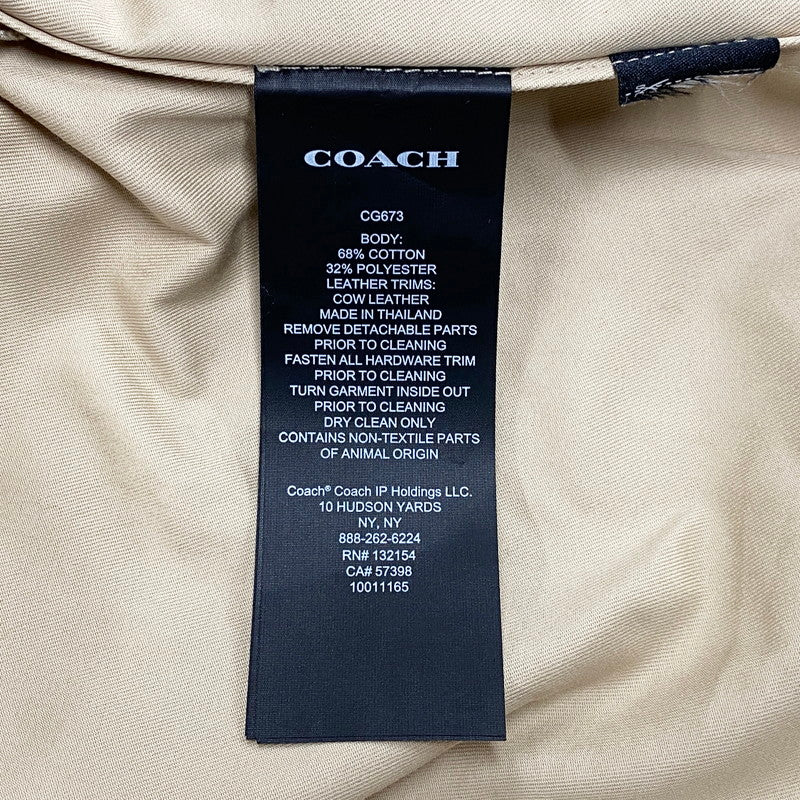 COACH
CG673
BODY:
68% COTTON
32% POLYESTER
LEATHER TRIMS:
COW LEATHER
MADE IN THAILAND
REMOVE DETACHABLE PARTS
PRIOR TO CLEANING
FASTEN ALL HARDWARE TRIM
PRIOR TO CLEANING
TURN GARMENT INSIDE OUT
PRIOR TO CLEANING
DRY CLEAN ONLY
CONTAINS NON-TEXTILE PARTS
OF ANIMAL ORIGIN
Coach® Coach IP Holdings LLC.
10 HUDSON YARDS
NY, NY
888-262-6224
RN# 132154
CA# 57398
10011165